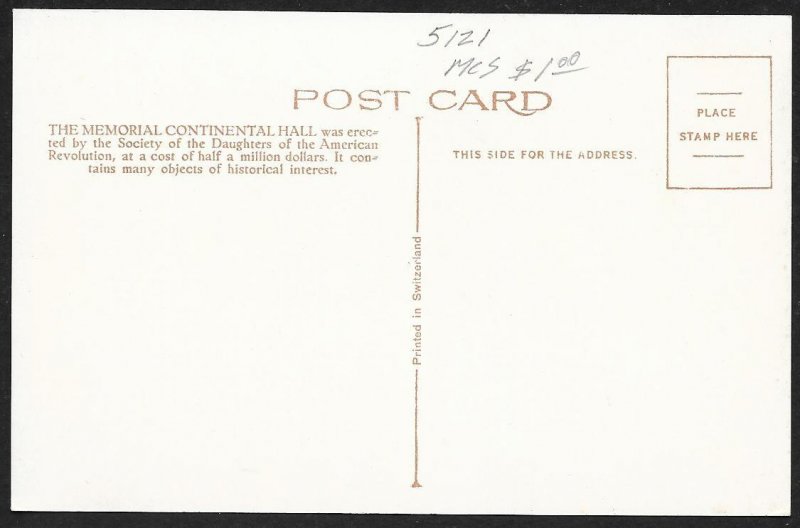 5121
McS $1.00
POST CARD
THE MEMORIAL CONTINENTAL HALL was erec-
ted by the Society of the Daughters of the American
Revolution, at a cost of half a million dollars. It con-
tains many objects of historical interest.
THIS SIDE FOR THE ADDRESS.
PLACE
STAMP HERE
Printed in Switzerland